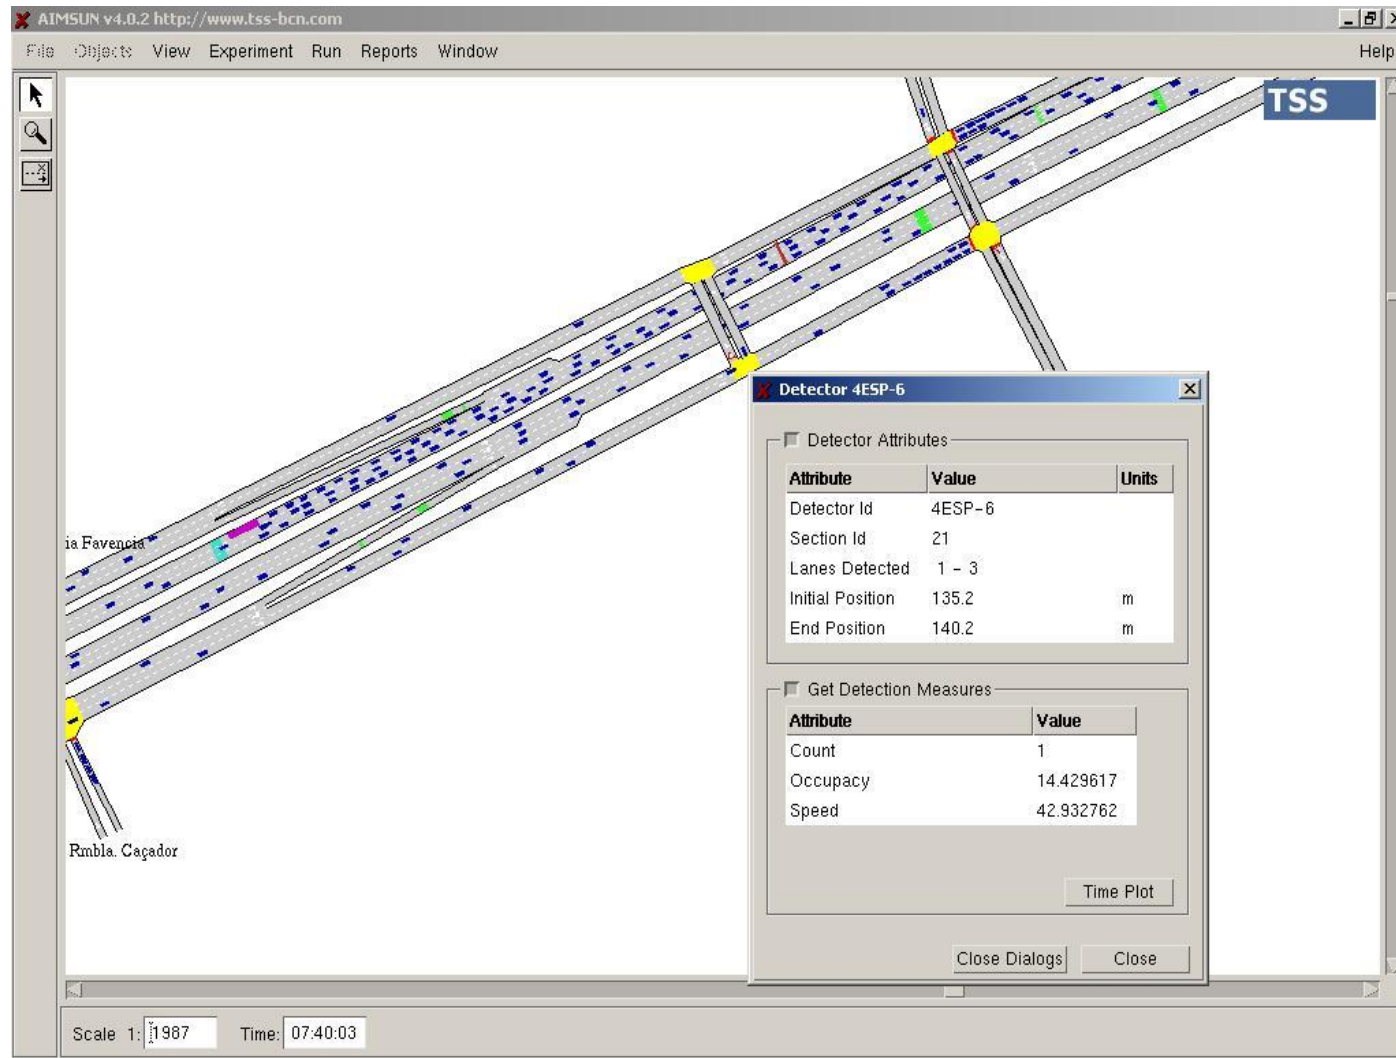 AIMSUN v4.0.2 http://www.tss-bcn.com
File Objects View Experiment Run Reports Window Help
TSS
ia Favencia
Rmbla. Caçador
Detector 4ESP-6
Detector Attributes
Attribute Value Units
Detector Id 4ESP-6
Section Id 21
Lanes Detected 1 - 3
Initial Position 135.2 m
End Position 140.2 m
Get Detection Measures
Attribute Value
Count 1
Occupacy 14.429617
Speed 42.932762
Time Plot
Close Dialogs Close
Scale 1: 1987 Time: 07:40:03